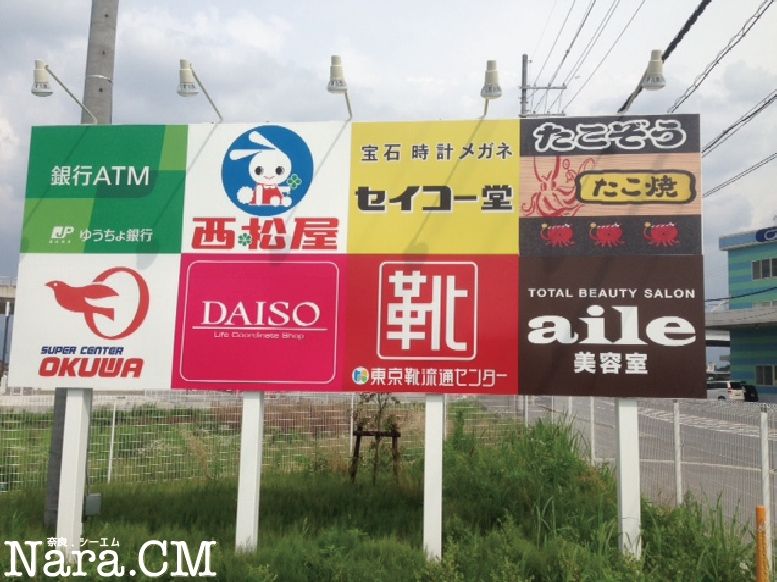 銀行ATM
JP BANK ゆうちょ銀行
西松屋
宝石 時計 メガネ
セイコー堂
たこぞう
たこ焼
SUPER CENTER
OKUWA
DAISO
Life Coordinate Shop
靴
東京靴流通センター
TOTAL BEAUTY SALON
aile
美容室
奈良.シーエム
Nara.CM